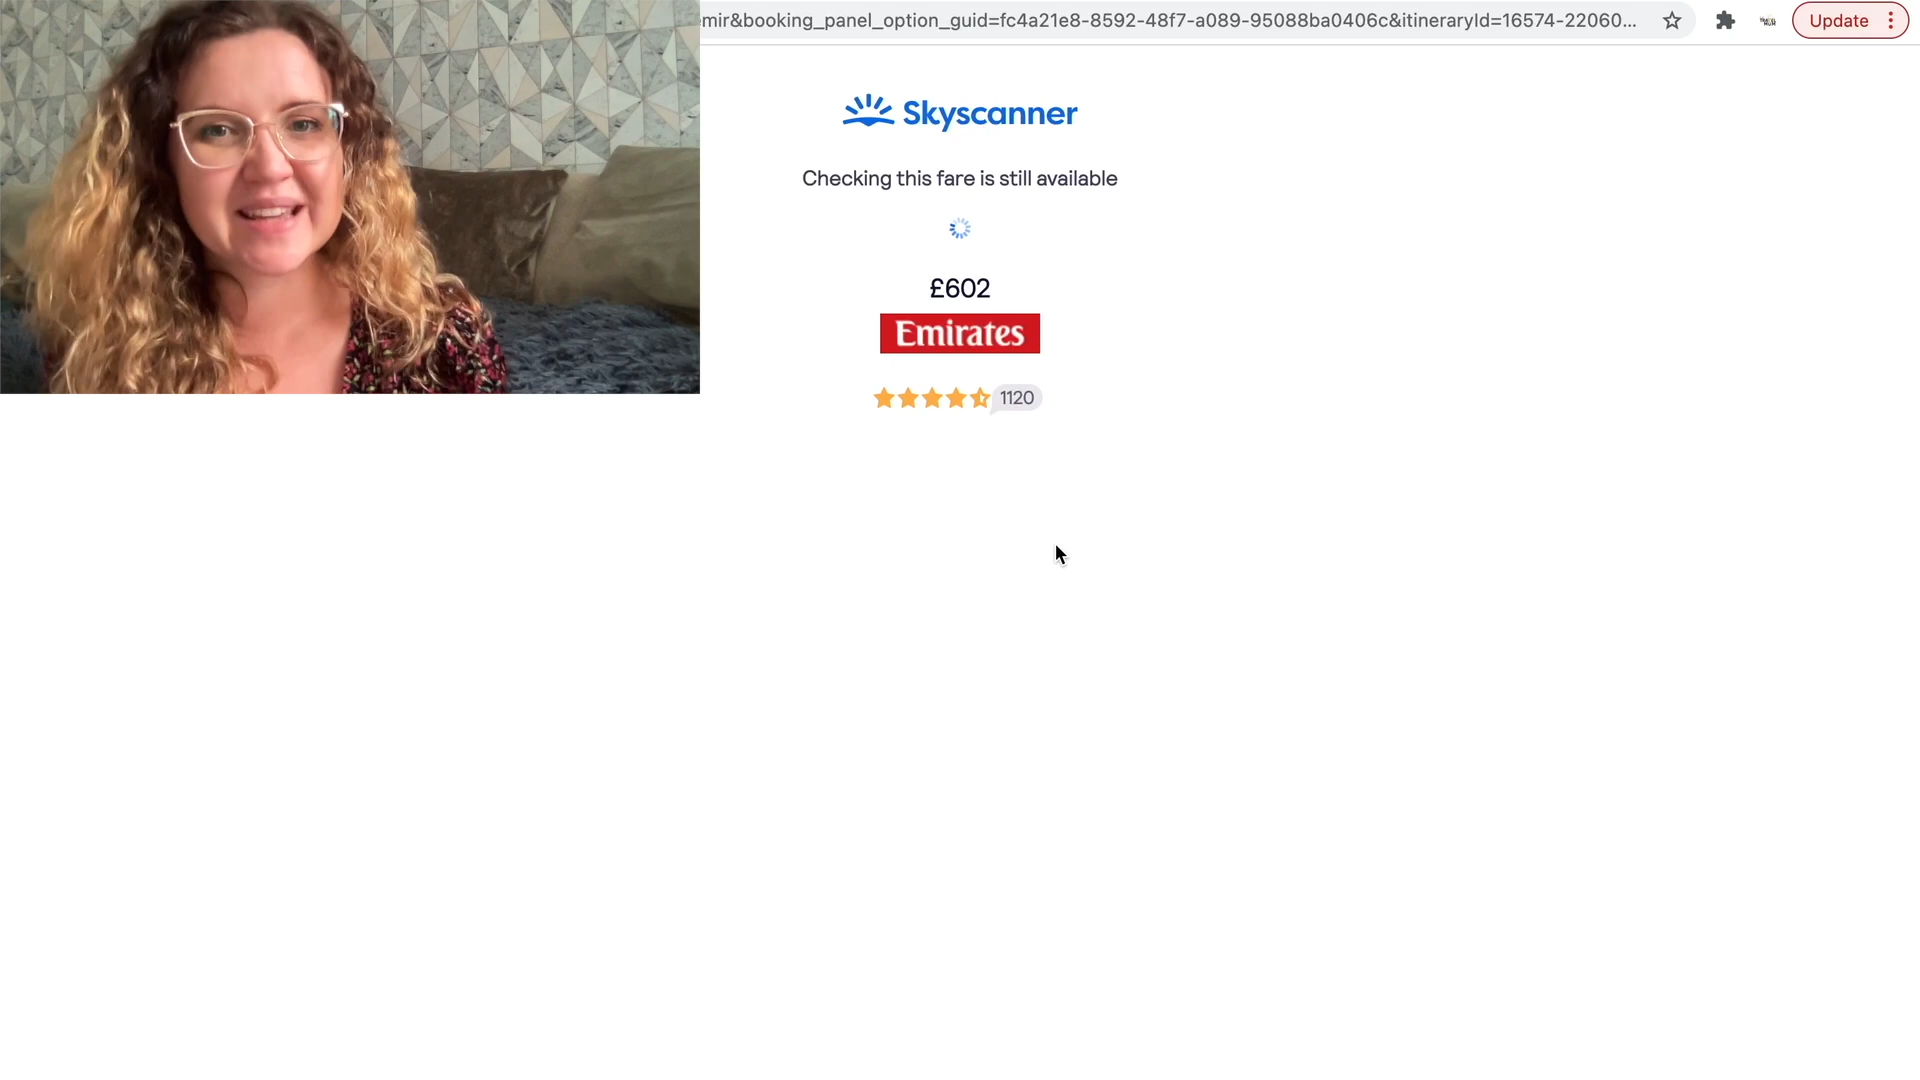 mir&booking_panel_option_guid=fc4a21e8-8592-48f7-a089-95088ba0406c&itineraryId=16574-22060...
Update
Skyscanner
Checking this fare is still available
£602
Emirates
1120